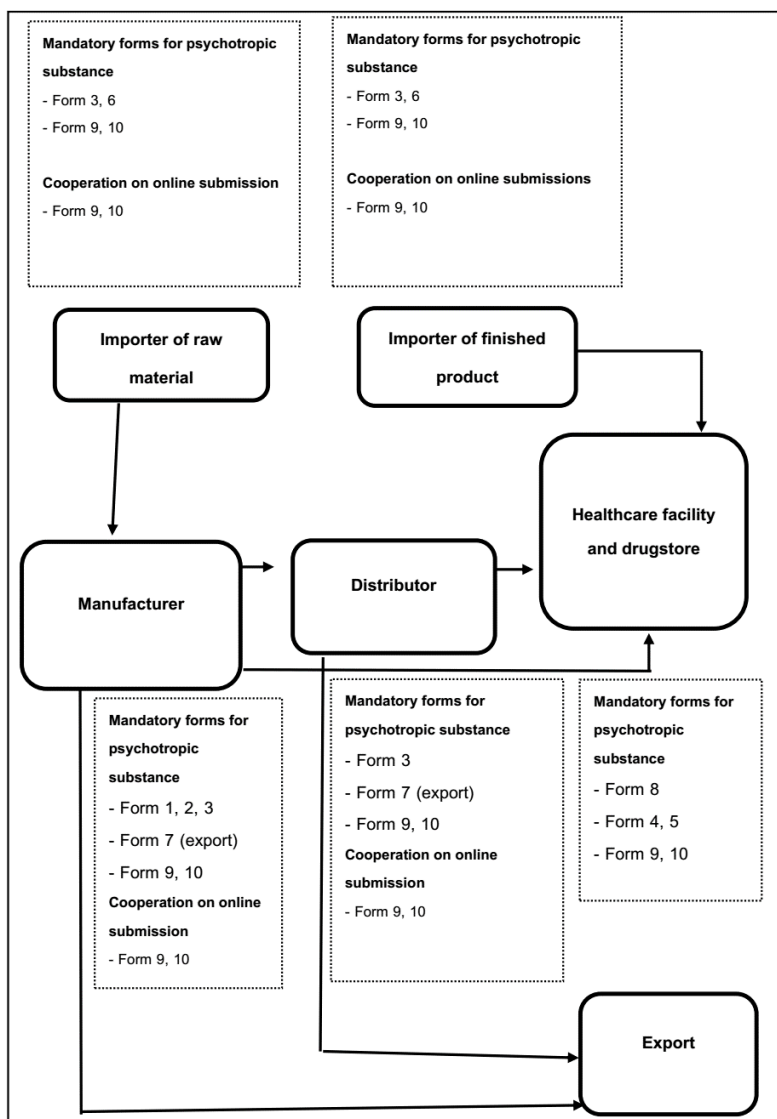 Mandatory forms for psychotropic
substance
- Form 3, 6
- Form 9, 10
Cooperation on online submission
- Form 9, 10
Mandatory forms for psychotropic
substance
- Form 3, 6
- Form 9, 10
Cooperation on online submissions
- Form 9, 10
Importer of raw
material
Importer of finished
product
Healthcare facility
and drugstore
Manufacturer
Distributor
Mandatory forms for
psychotropic
substance
- Form 1, 2, 3
- Form 7 (export)
- Form 9, 10
Cooperation on online
submission
- Form 9, 10
Mandatory forms for
psychotropic substance
- Form 3
- Form 7 (export)
- Form 9, 10
Cooperation on online
submission
- Form 9, 10
Mandatory forms for
psychotropic
substance
- Form 8
- Form 4, 5
- Form 9, 10
Export